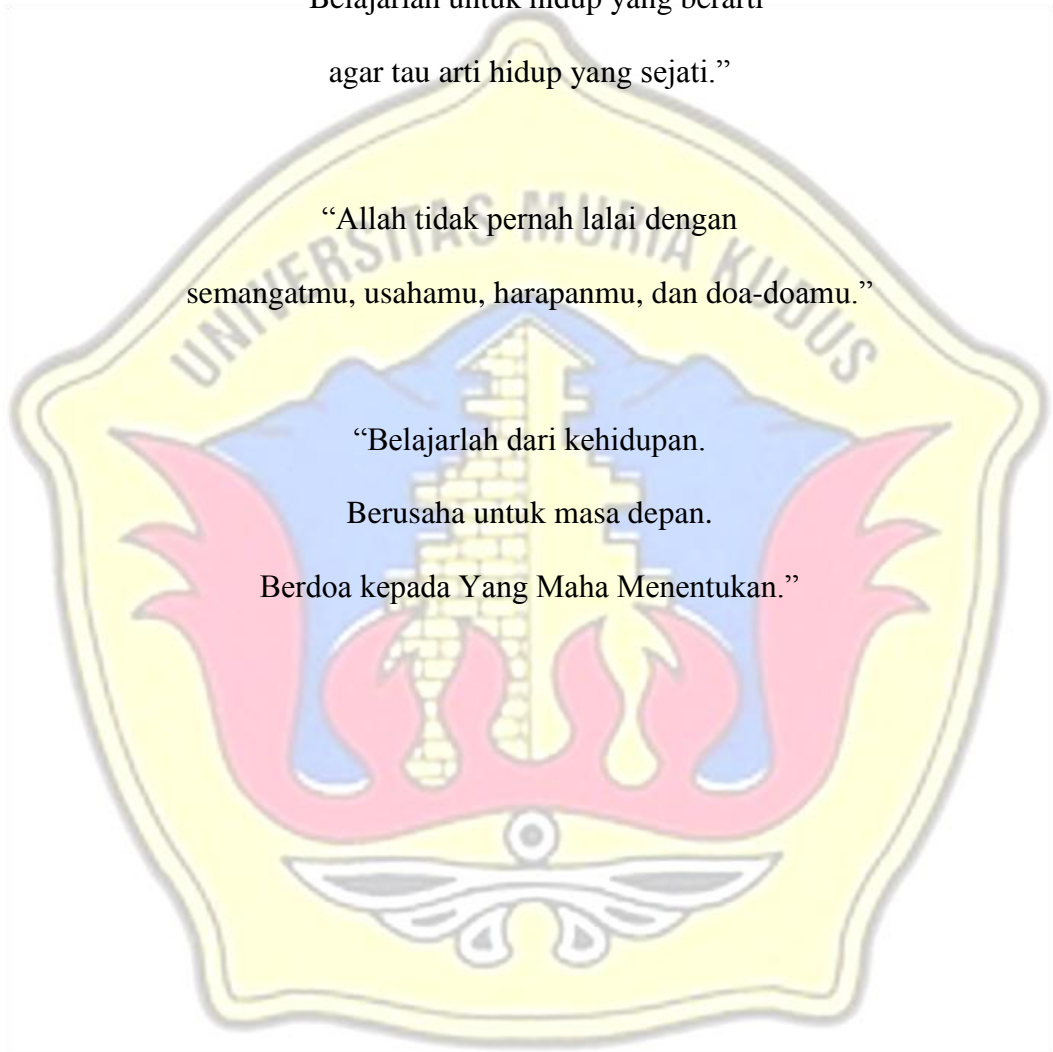 Belajarlah untuk hidup yang berarti
agar tau arti hidup yang sejati.”
“Allah tidak pernah lalai dengan
UNIVERSITAS MURIA KUDUS
semangatmu, usahamu, harapanmu, dan doa-doamu.”
“Belajarlah dari kehidupan.
Berusaha untuk masa depan.
Berdoa kepada Yang Maha Menentukan.”